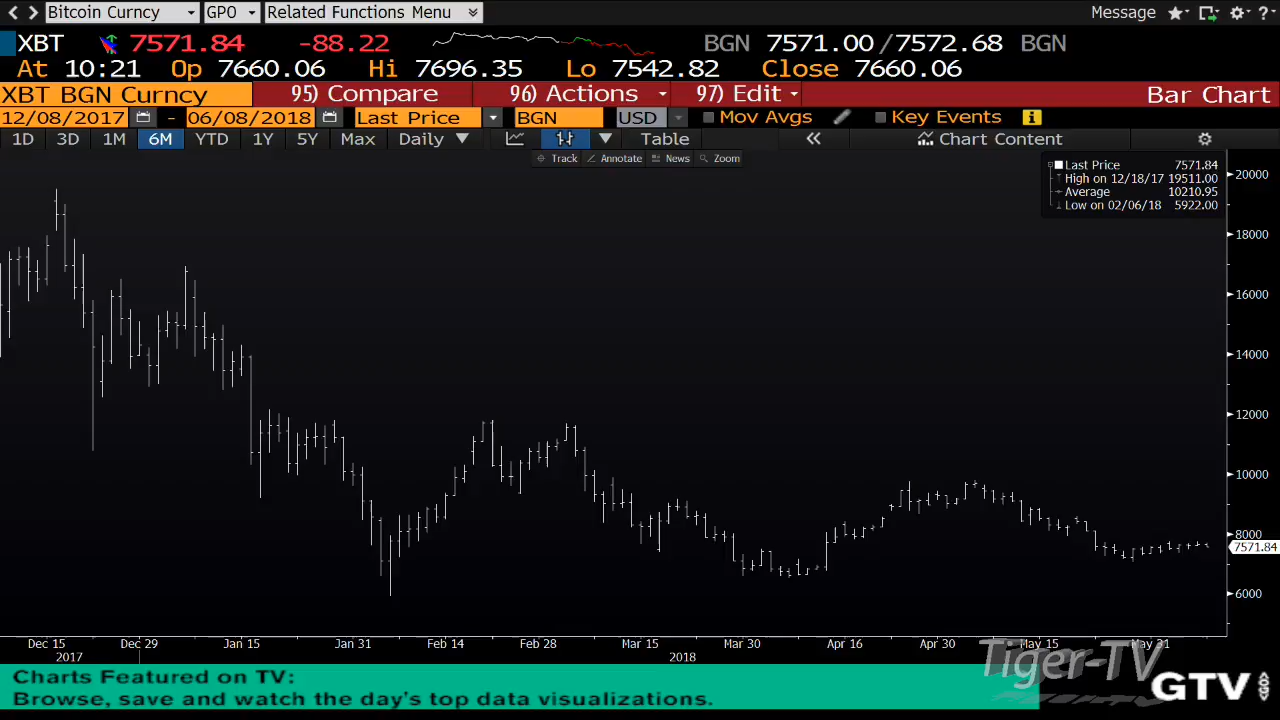 Bitcoin Curncy GPO Related Functions Menu Message ?
XBT 7571.84 -88.22 BGN 7571.00/7572.68 BGN
At 10:21 Op 7660.06 Hi 7696.35 Lo 7542.82 Close 7660.06
XBT BGN Curncy 95) Compare 96) Actions 97) Edit Bar Chart
12/08/2017 - 06/08/2018 Last Price BGN USD Mov Avgs Key Events
1D 3D 1M 6M YTD 1Y 5Y Max Daily Table Chart Content
Track Annotate News Zoom
Last Price 7571.84
High on 12/18/17 19511.00
Average 10210.95
Low on 02/06/18 5922.00
20000
18000
16000
14000
12000
10000
8000
7571.84
6000
Dec 15 Dec 29 Jan 15 Jan 31 Feb 14 Feb 28 Mar 15 Mar 30 Apr 16 Apr 30 May 15 May 31
2017 2018
Tiger-TV
Charts Featured on TV:
Browse, save and watch the day's top data visualizations.
GTV